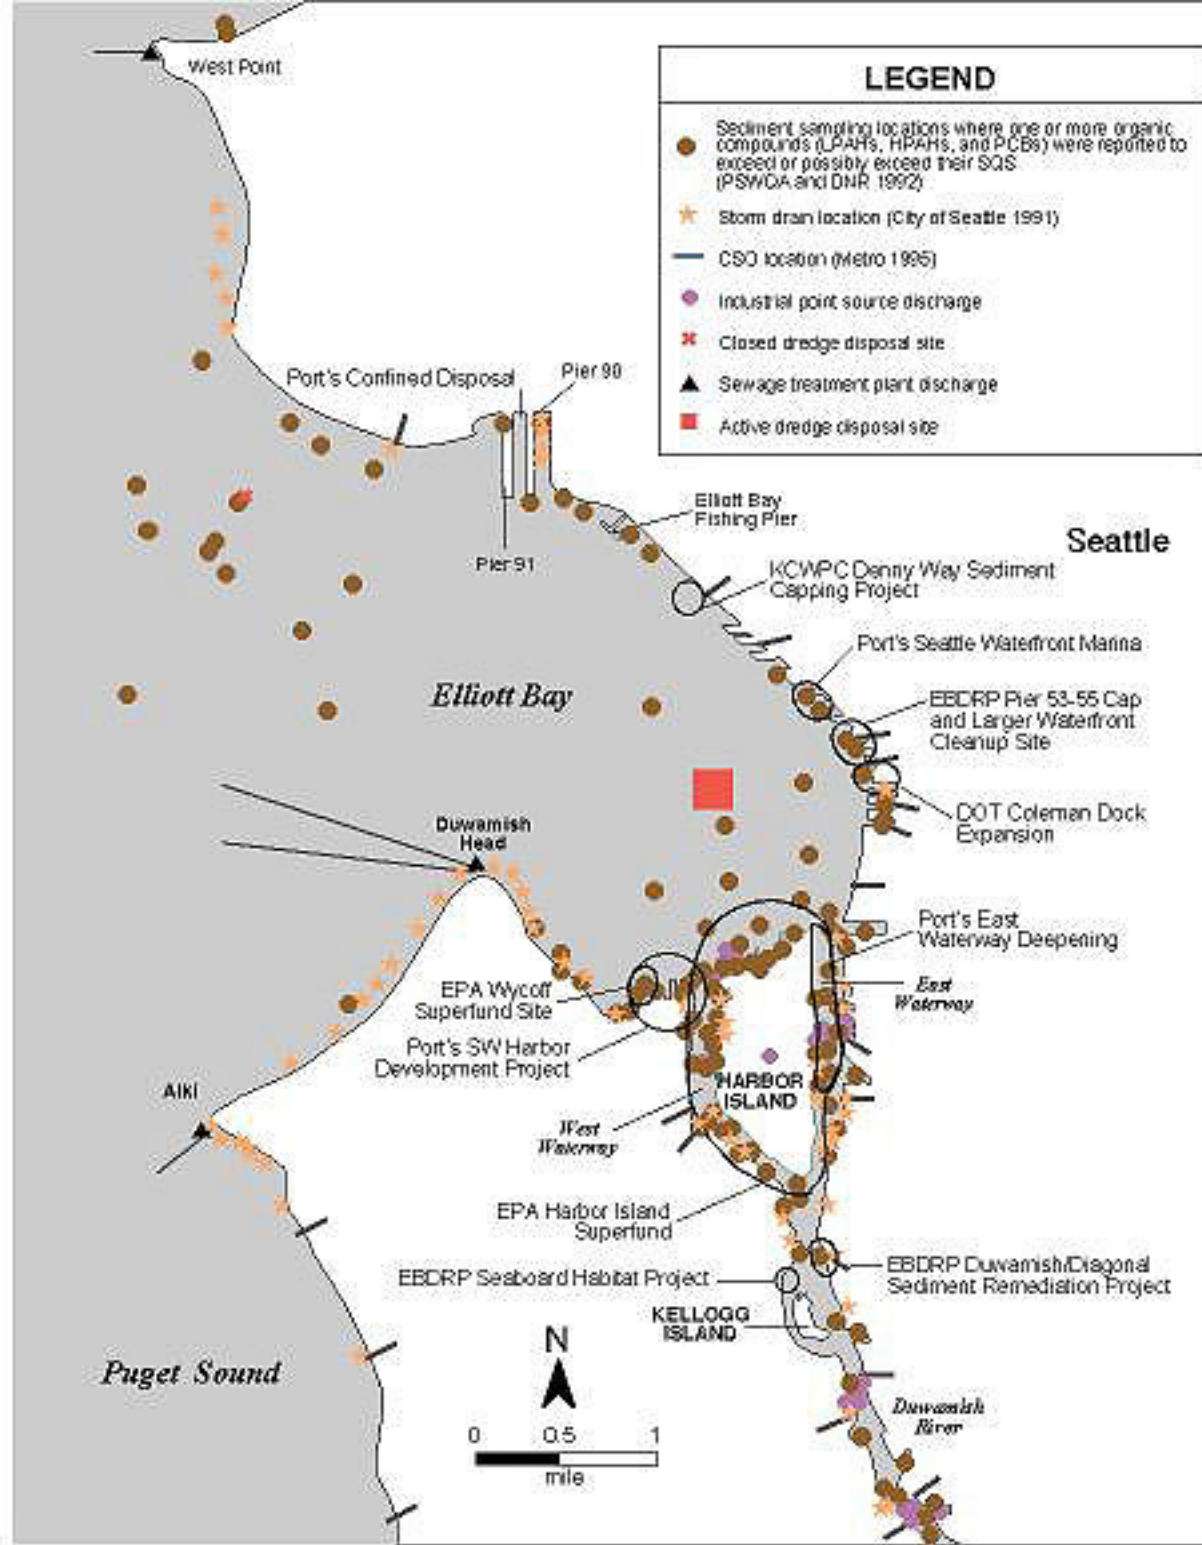 West Point
LEGEND
Sediment sampling locations where one or more organic
compounds (LPAHs, HPAHs, and PCBs) were reported to
exceed or possibly exceed their SQS
(PSWQA and DNR 1992)
Storm drain location (City of Seattle 1991)
CSO location (Metro 1995)
Industrial point source discharge
Closed dredge disposal site
Sewage treatment plant discharge
Active dredge disposal site
Port's Confined Disposal
Pier 90
Pier 91
Elliott Bay
Fishing Pier
Seattle
KCWPC Denny Way Sediment
Capping Project
Port's Seattle Waterfront Marina
Elliott Bay
EBDRP Pier 53-55 Cap
and Larger Waterfront
Cleanup Site
DOT Coleman Dock
Expansion
Duwamish
Head
Port's East
Waterway Deepening
East
Waterway
EPA Wycoff
Superfund Site
Port's SW Harbor
Development Project
HARBOR
ISLAND
Alki
West
Waterway
EPA Harbor Island
Superfund
EBDRP Duwamish/Diagonal
Sediment Remediation Project
EBDRP Seaboard Habitat Project
KELLOGG
ISLAND
N
Puget Sound
Duwamish
River
0 0.5 1
mile